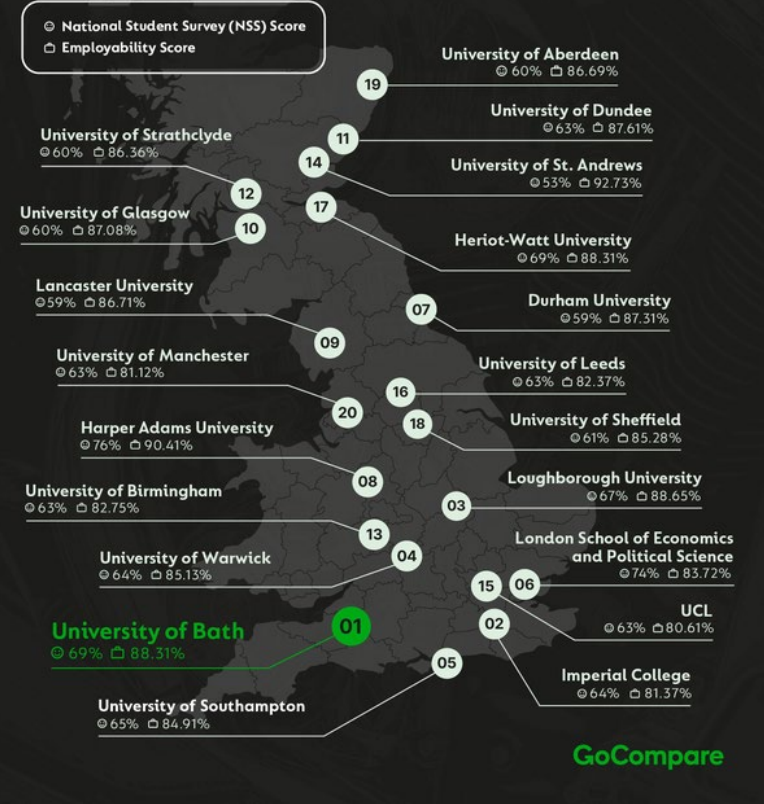 National Student Survey (NSS) Score
Employability Score
University of Aberdeen
60% 86.69%
19
University of Dundee
63% 87.61%
11
University of Strathclyde
60% 86.36%
14
University of St. Andrews
53% 92.73%
12
17
University of Glasgow
60% 87.08%
10
Heriot-Watt University
69% 88.31%
Lancaster University
59% 86.71%
Durham University
59% 87.31%
07
09
University of Manchester
63% 81.12%
University of Leeds
63% 82.37%
16
20
18
University of Sheffield
61% 85.28%
Harper Adams University
76% 90.41%
08
Loughborough University
67% 88.65%
03
University of Birmingham
63% 82.75%
13
London School of Economics
and Political Science
74% 83.72%
04
University of Warwick
64% 85.13%
15
06
UCL
63% 80.61%
University of Bath
69% 88.31%
01
02
05
Imperial College
64% 81.37%
University of Southampton
65% 84.91%
GoCompare